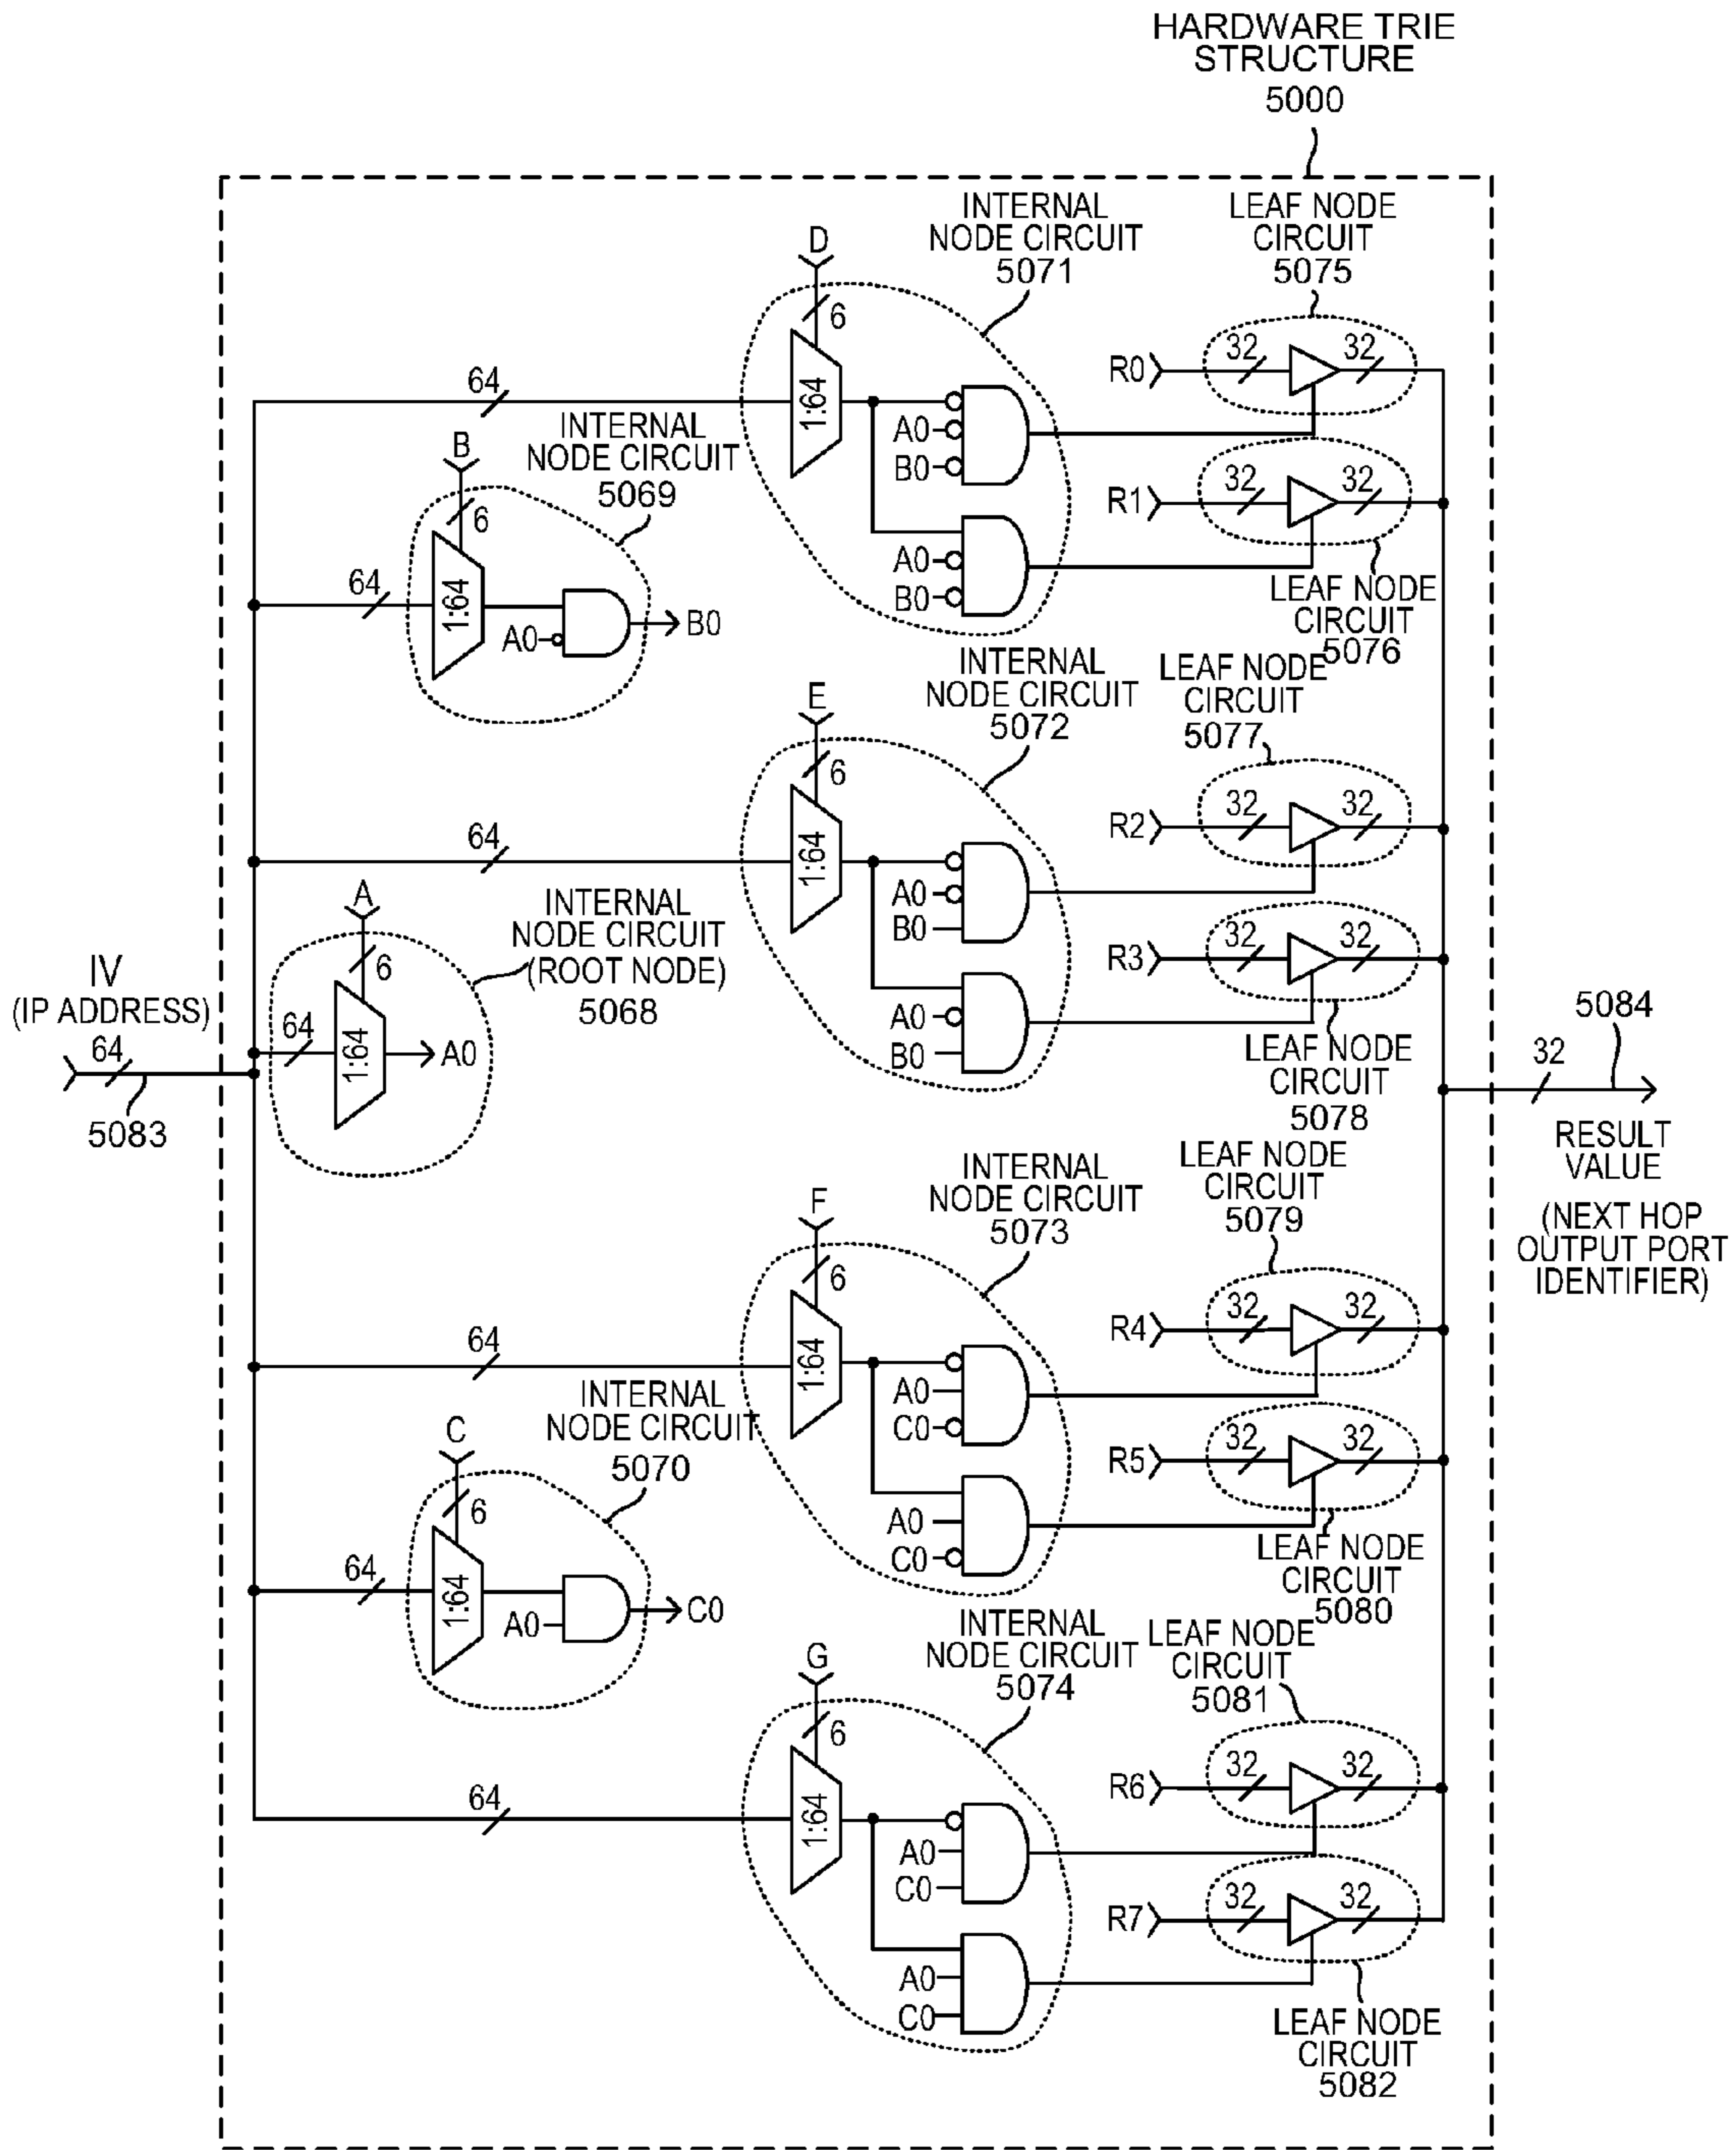 HARDWARE TRIE
STRUCTURE
5000
INTERNAL
NODE CIRCUIT
5071
LEAF NODE
CIRCUIT
5075
D
6
1:64
64
A0
B0
A0
B0
R0
32
32
R1
32
32
LEAF NODE
CIRCUIT
5076
INTERNAL
NODE CIRCUIT
5069
B
6
64
1:64
A0
B0
INTERNAL
NODE CIRCUIT
5072
LEAF NODE
CIRCUIT
5077
E
6
64
1:64
A0
B0
A0
B0
R2
32
32
R3
32
32
LEAF NODE
CIRCUIT
5078
INTERNAL
NODE CIRCUIT
(ROOT NODE)
5068
A
6
64
1:64
A0
IV
(IP ADDRESS)
64
5083
5084
32
RESULT
VALUE
(NEXT HOP
OUTPUT PORT
IDENTIFIER)
INTERNAL
NODE CIRCUIT
5073
LEAF NODE
CIRCUIT
5079
F
6
64
1:64
A0
C0
A0
C0
R4
32
32
R5
32
32
LEAF NODE
CIRCUIT
5080
INTERNAL
NODE CIRCUIT
5070
C
6
64
1:64
A0
C0
INTERNAL
NODE CIRCUIT
5074
LEAF NODE
CIRCUIT
5081
G
6
64
1:64
A0
C0
A0
C0
R6
32
32
R7
32
32
LEAF NODE
CIRCUIT
5082